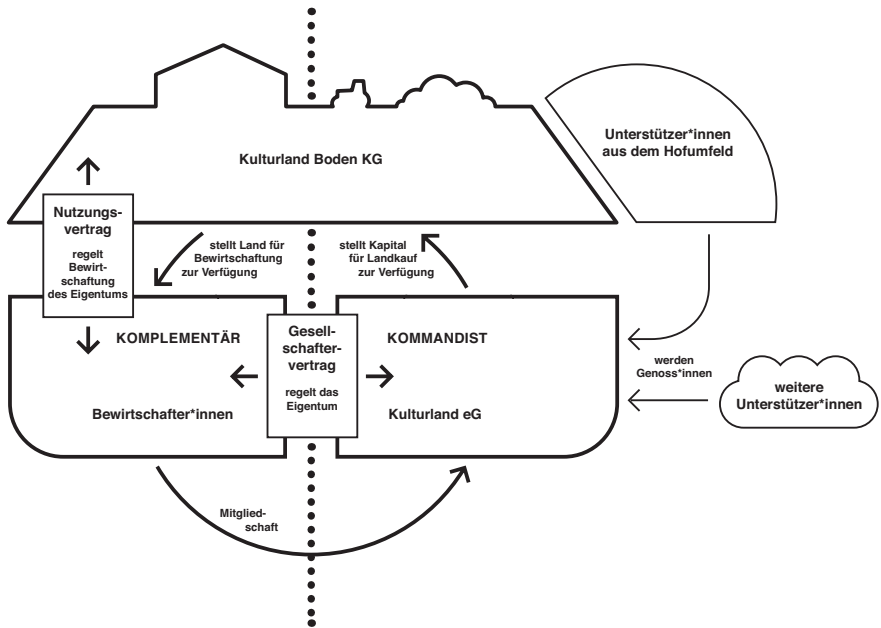 Kulturland Boden KG
Unterstützer*innen
aus dem Hofumfeld
Nutzungs-
vertrag
regelt
Bewirt-
schaftung
des Eigentums
stellt Land für
Bewirtschaftung
zur Verfügung
stellt Kapital
für Landkauf
zur Verfügung
KOMPLEMENTÄR
Bewirtschafter*innen
Gesell-
schafter-
vertrag
regelt das
Eigentum
KOMMANDIST
Kulturland eG
werden
Genoss*innen
weitere
Unterstützer*innen
Mitglied-
schaft